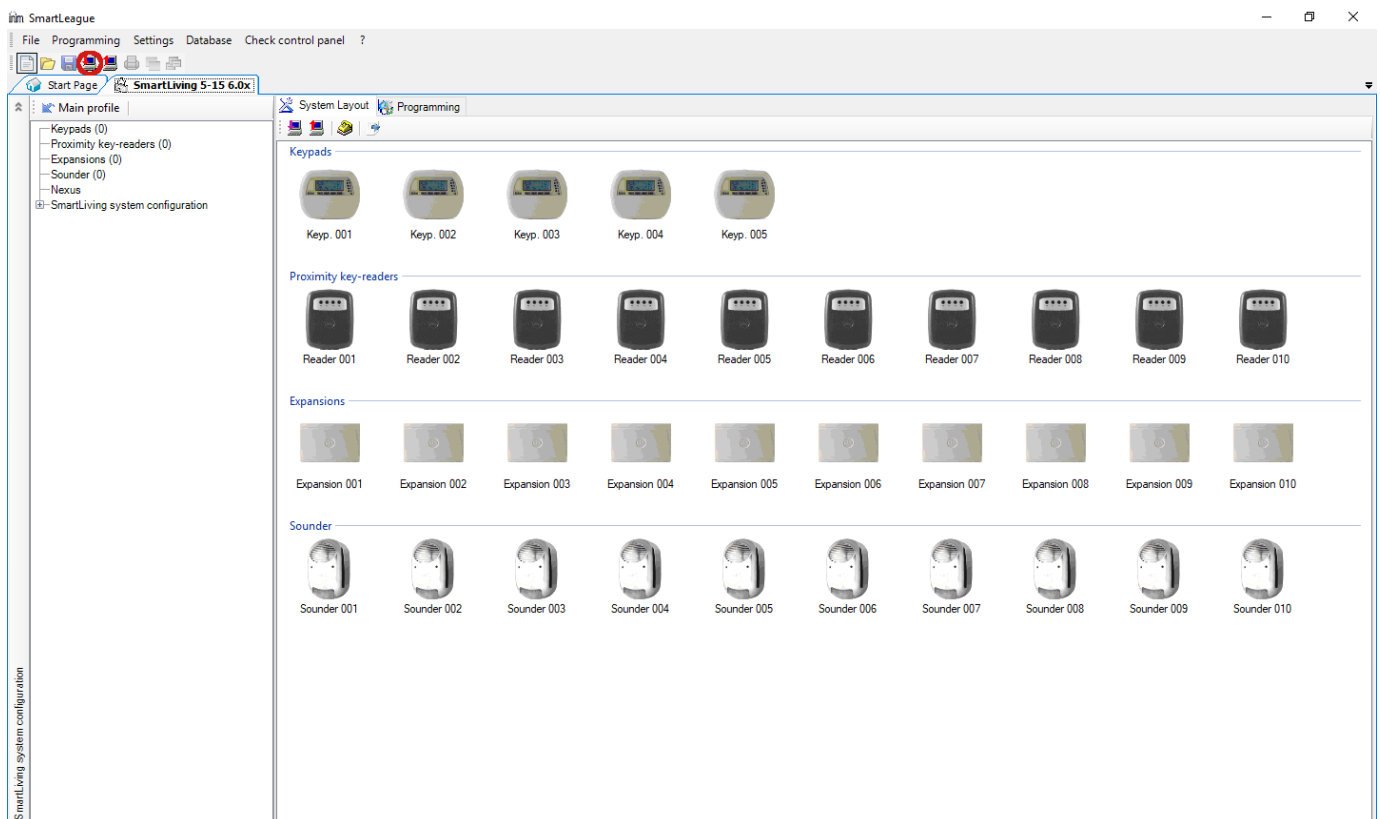 inim SmartLeague
File Programming Settings Database Check control panel ?
Start Page SmartLiving 5-15 6.0x
Main profile
System Layout Programming
Keypads (0)
Proximity key-readers (0)
Expansions (0)
Sounder (0)
Nexus
SmartLiving system configuration
Keypads
Keyp. 001 Keyp. 002 Keyp. 003 Keyp. 004 Keyp. 005
Proximity key-readers
Reader 001 Reader 002 Reader 003 Reader 004 Reader 005 Reader 006 Reader 007 Reader 008 Reader 009 Reader 010
Expansions
Expansion 001 Expansion 002 Expansion 003 Expansion 004 Expansion 005 Expansion 006 Expansion 007 Expansion 008 Expansion 009 Expansion 010
Sounder
Sounder 001 Sounder 002 Sounder 003 Sounder 004 Sounder 005 Sounder 006 Sounder 007 Sounder 008 Sounder 009 Sounder 010
SmartLiving system configuration